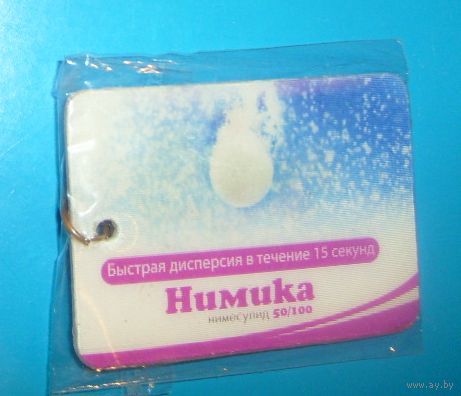 Быстрая дисперсия в течение 15 секунд
Нимика
нимесулид 50/100
www.ay.by